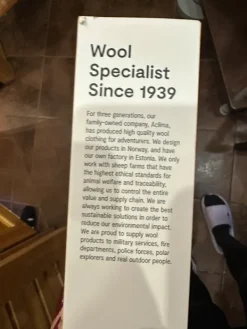 Wool
Specialist
Since 1939
For three generations, our
family-owned company, Aclima,
has produced high quality wool
clothing for adventurers. We design
our products in Norway, and have
our own factory in Estonia. We only
work with sheep farms that have
the highest ethical standards for
animal welfare and traceability,
allowing us to control the entire
value and supply chain. We are
always working to create the best
sustainable solutions in order to
reduce our environmental impact.
We are proud to supply wool
products to military services, fire
departments, police forces, polar
explorers and real outdoor people.